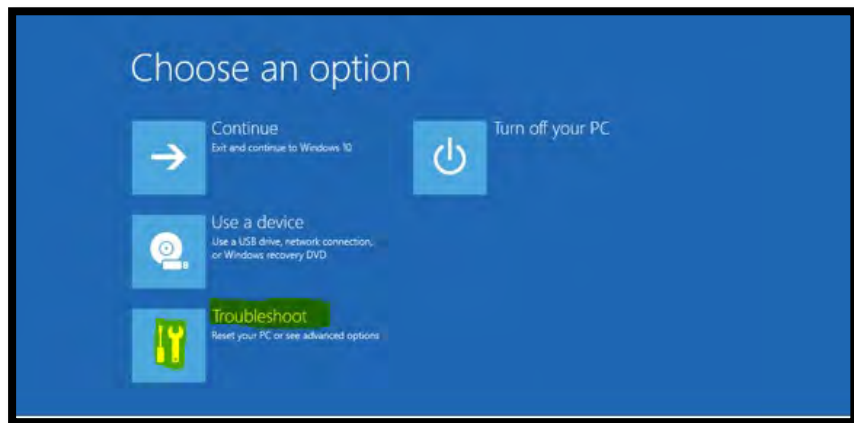 Choose an option
Continue
Exit and continue to Windows 10
Turn off your PC
Use a device
Use a USB drive, network connection,
or Windows recovery DVD
Troubleshoot
Reset your PC or see advanced options